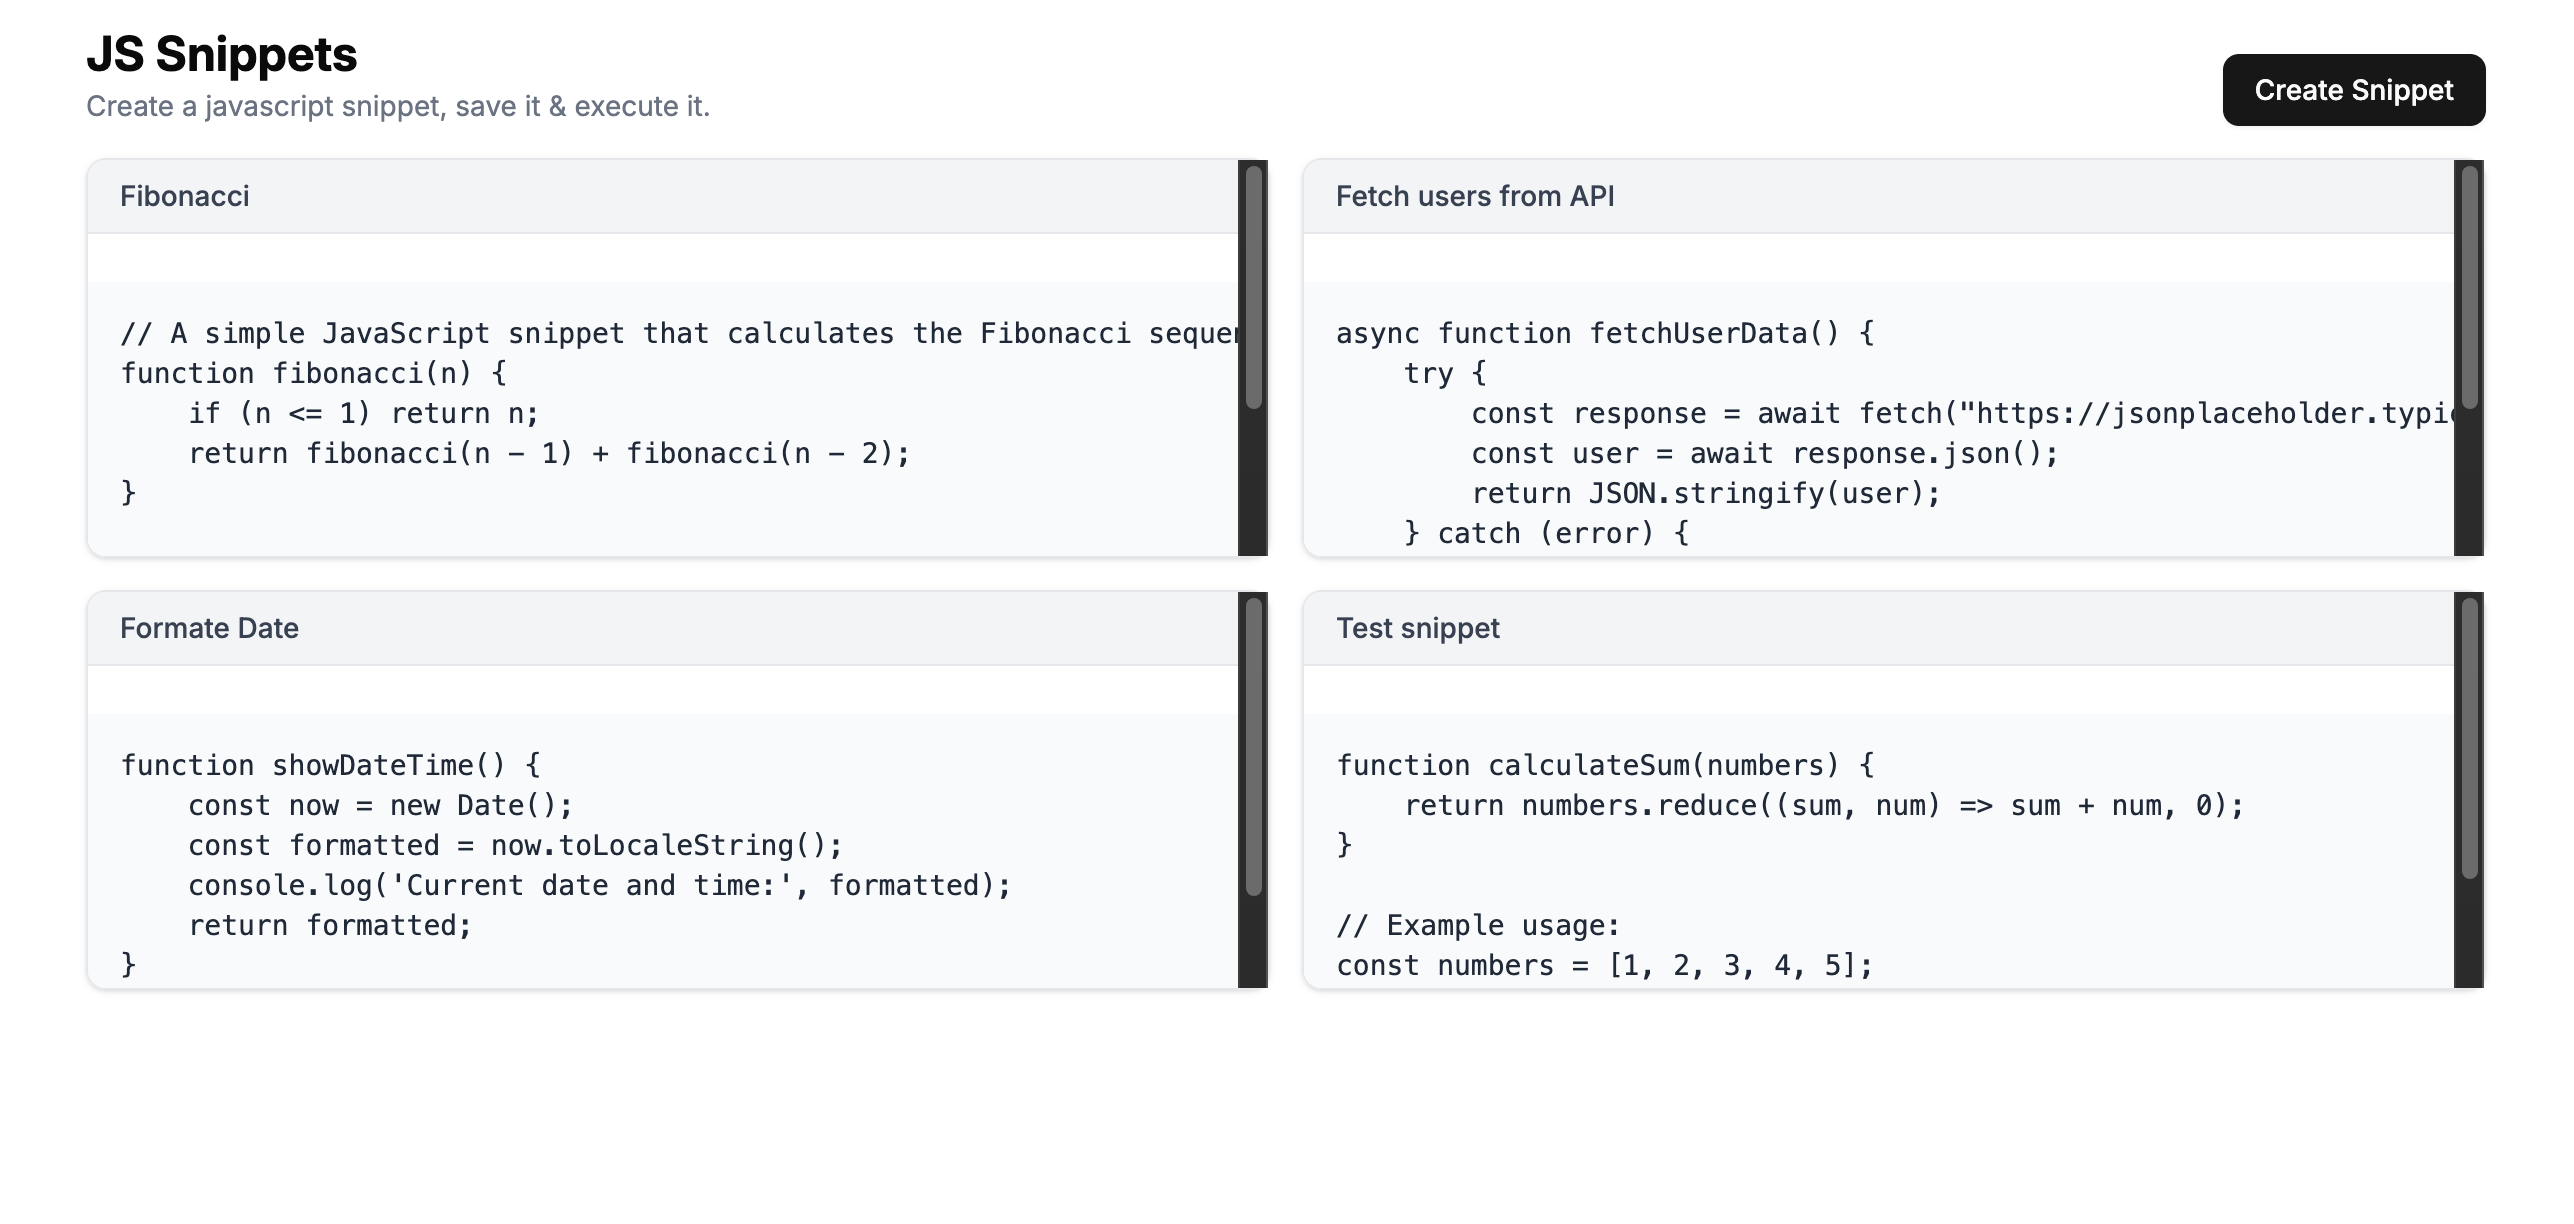 JS Snippets
Create a javascript snippet, save it & execute it.
Create Snippet
Fibonacci
// A simple JavaScript snippet that calculates the Fibonacci
function fibonacci(n) {
    if (n <= 1) return n;
    return fibonacci(n - 1) + fibonacci(n - 2);
}
Fetch users from API
async function fetchUserData() {
    try {
        const response = await fetch("https://jsonplaceholder.typi
        const user = await response.json();
        return JSON.stringify(user);
    } catch (error) {
Formate Date
function showDateTime() {
    const now = new Date();
    const formatted = now.toLocaleString();
    console.log('Current date and time:', formatted);
    return formatted;
}
Test snippet
function calculateSum(numbers) {
    return numbers.reduce((sum, num) => sum + num, 0);
}
// Example usage:
const numbers = [1, 2, 3, 4, 5];